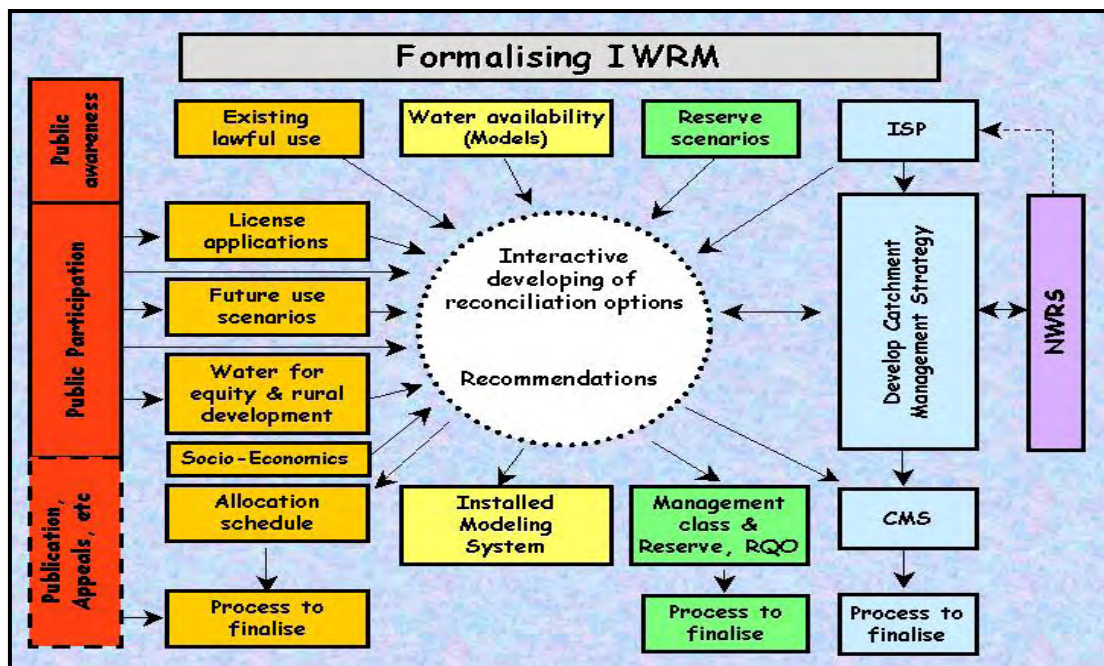 Formalising IWRM
Public
awareness
Public Participation
Publication,
Appeals, etc
Existing
lawful use
Water availability
(Models)
Reserve
scenarios
ISP
License
applications
Future use
scenarios
Water for
equity & rural
development
Socio-Economics
Interactive
developing of
reconciliation options
Recommendations
Develop Catchment
Management Strategy
NWRS
Allocation
schedule
Installed
Modeling
System
Management
class &
Reserve, RQO
CMS
Process to
finalise
Process to
finalise
Process to
finalise